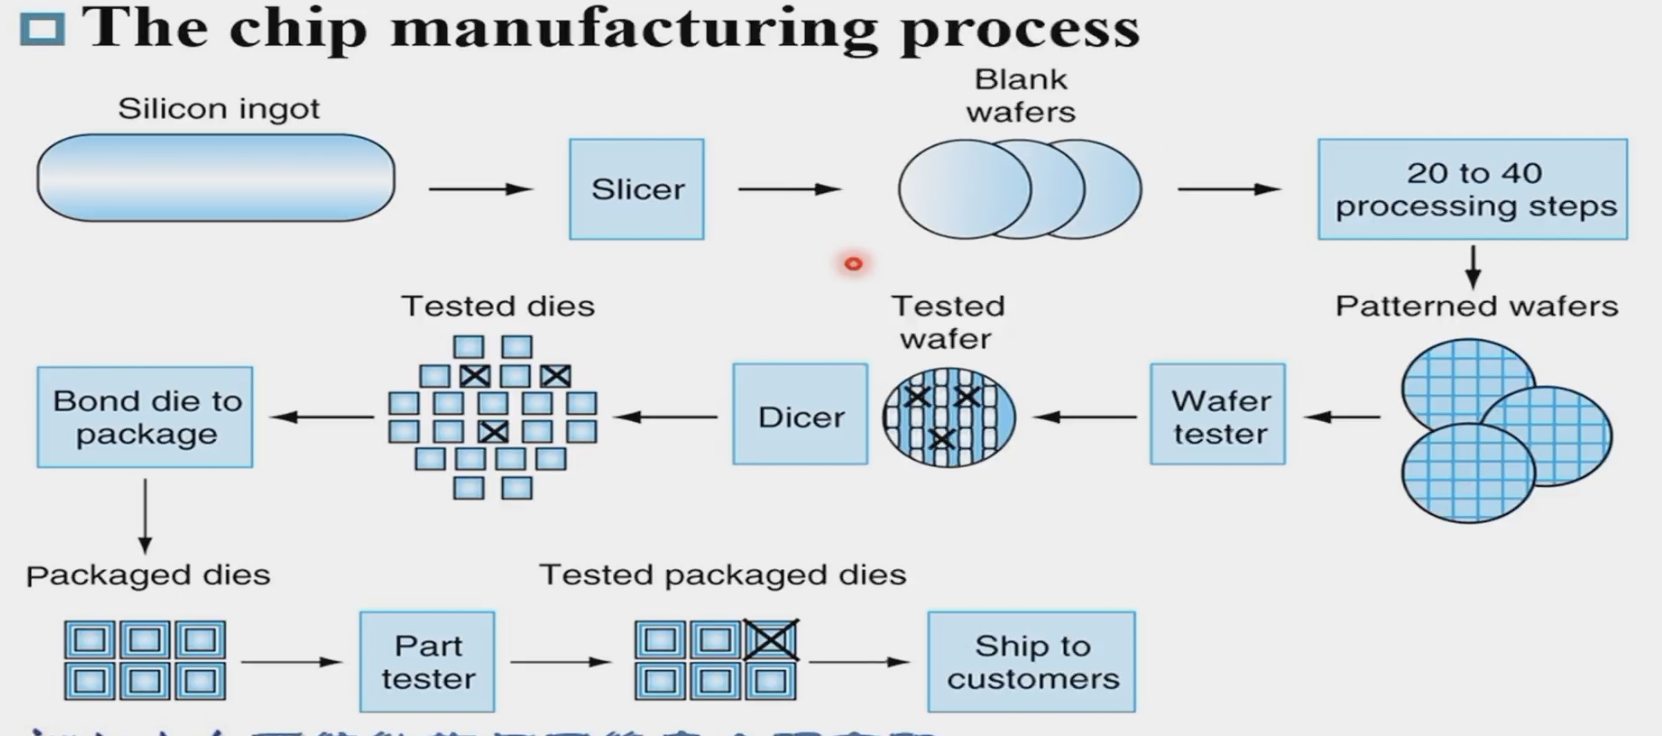 The chip manufacturing process
Silicon ingot
Slicer
Blank
wafers
20 to 40
processing steps
Patterned wafers
Wafer
tester
Tested
wafer
Dicer
Tested dies
Bond die to
package
Packaged dies
Part
tester
Tested packaged dies
Ship to
customers